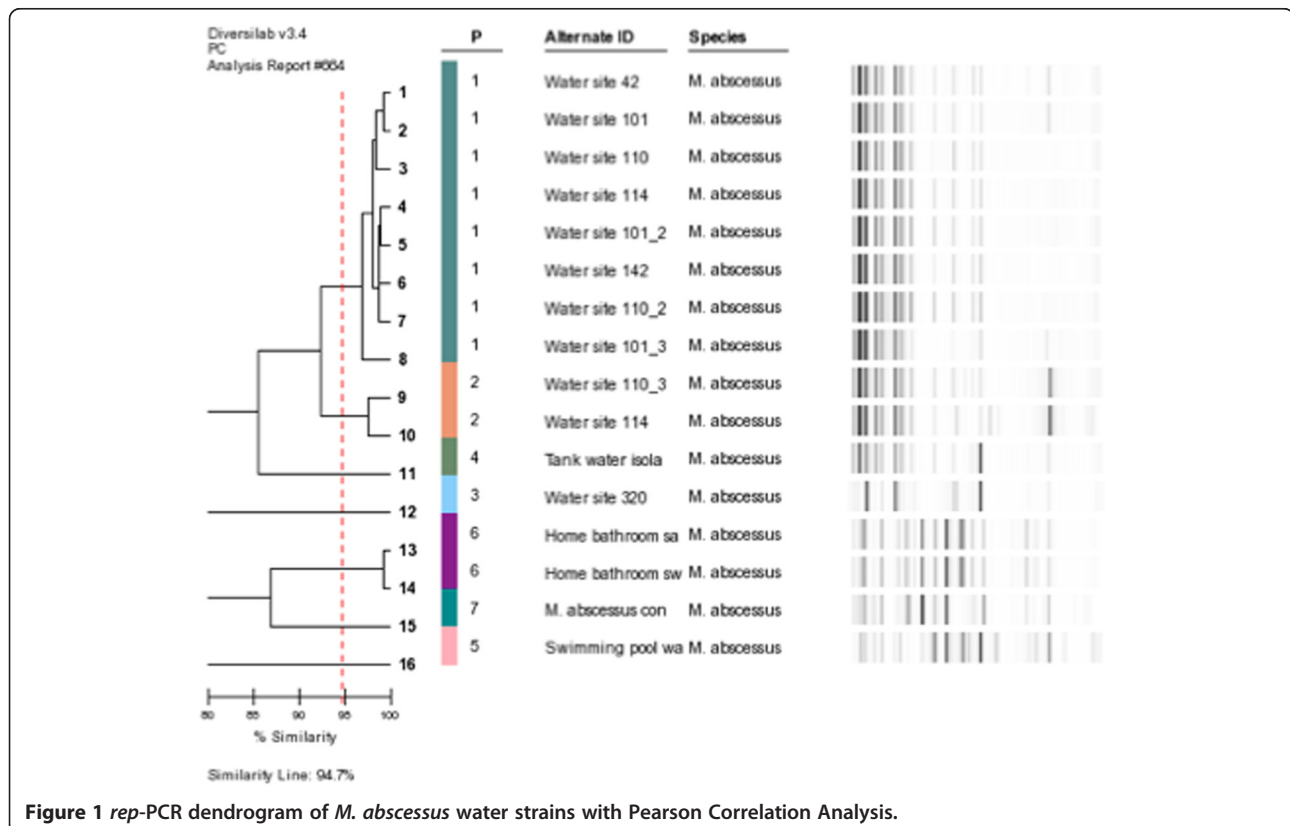 Diversilab v3.4
PC
Analysis Report #664
P Alternate ID Species
1 1 Water site 42 M. abscessus
2 1 Water site 101 M. abscessus
3 1 Water site 110 M. abscessus
4 1 Water site 114 M. abscessus
5 1 Water site 101_2 M. abscessus
6 1 Water site 142 M. abscessus
7 1 Water site 110_2 M. abscessus
8 1 Water site 101_3 M. abscessus
9 2 Water site 110_3 M. abscessus
10 2 Water site 114 M. abscessus
11 4 Tank water isola M. abscessus
12 3 Water site 320 M. abscessus
13 6 Home bathroom sa M. abscessus
14 6 Home bathroom sw M. abscessus
15 7 M. abscessus con M. abscessus
16 5 Swimming pool wa M. abscessus
80 85 90 95 100
% Similarity
Similarity Line: 94.7%
Figure 1 rep-PCR dendrogram of M. abscessus water strains with Pearson Correlation Analysis.